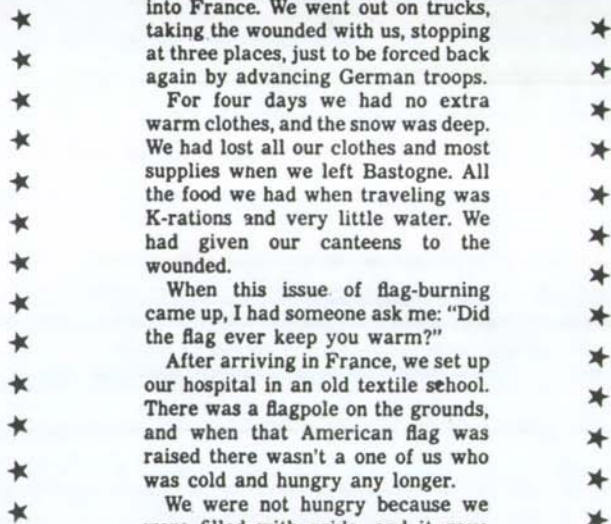 into France. We went out on trucks,
taking the wounded with us, stopping
at three places, just to be forced back
again by advancing German troops.
For four days we had no extra
warm clothes, and the snow was deep.
We had lost all our clothes and most
supplies when we left Bastogne. All
the food we had when traveling was
K-rations and very little water. We
had given our canteens to the
wounded.
When this issue of flag-burning
came up, I had someone ask me: "Did
the flag ever keep you warm?"
After arriving in France, we set up
our hospital in an old textile school.
There was a flagpole on the grounds,
and when that American flag was
raised there wasn't a one of us who
was cold and hungry any longer.
We were not hungry because we
were filled with pride, and it